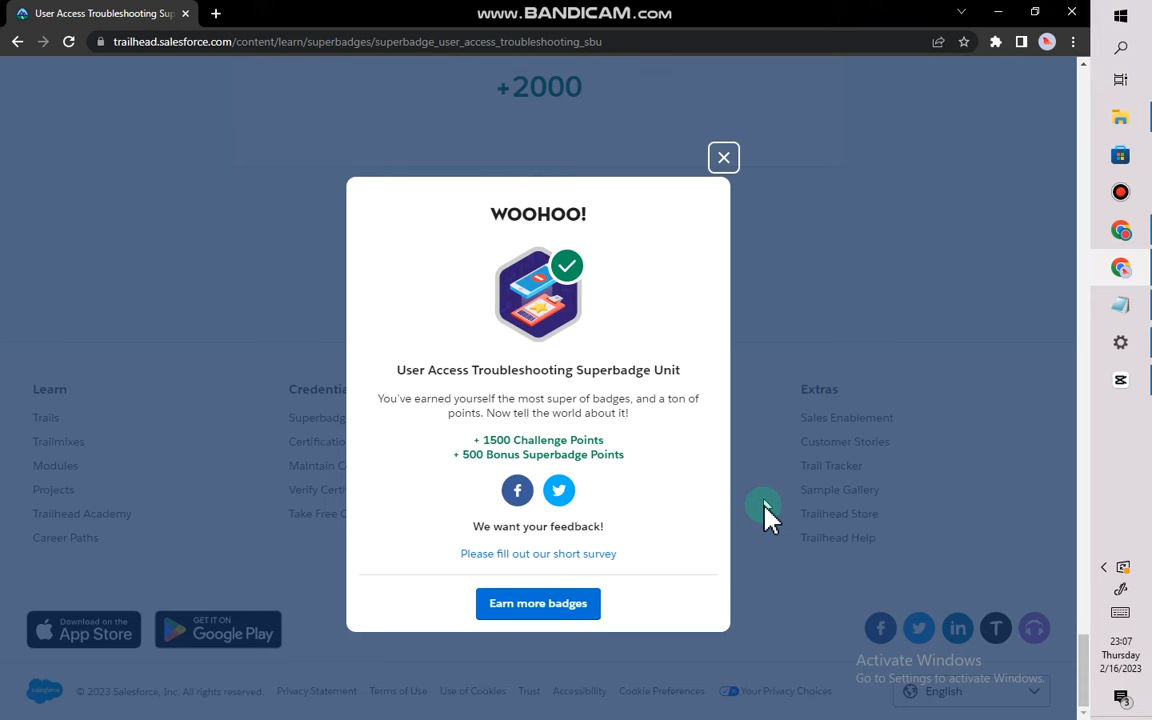 User Access Troubleshooting Sup
www.BANDICAM.com
trailhead.salesforce.com/content/learn/superbadges/superbadge_user_access_troubleshooting_sbu
+2000
WOOHOO!
User Access Troubleshooting Superbadge Unit
You've earned yourself the most super of badges, and a ton of
points. Now tell the world about it!
+ 1500 Challenge Points
+ 500 Bonus Superbadge Points
We want your feedback!
Please fill out our short survey
Earn more badges
Learn
Trails
Trailmixes
Modules
Projects
Trailhead Academy
Career Paths
Credentia
Superbadg
Certificatio
Maintain C
Verify Certi
Take Free C
Extras
Sales Enablement
Customer Stories
Trail Tracker
Sample Gallery
Trailhead Store
Trailhead Help
Download on the
App Store
GET IT ON
Google Play
Activate Windows
Go to Settings to activate Windows.
salesforce
© 2023 Salesforce, Inc. All rights reserved. Privacy Statement Terms of Use Use of Cookies Trust Accessibility Cookie Preferences Your Privacy Choices
English
23:07
Thursday
2/16/2023
3